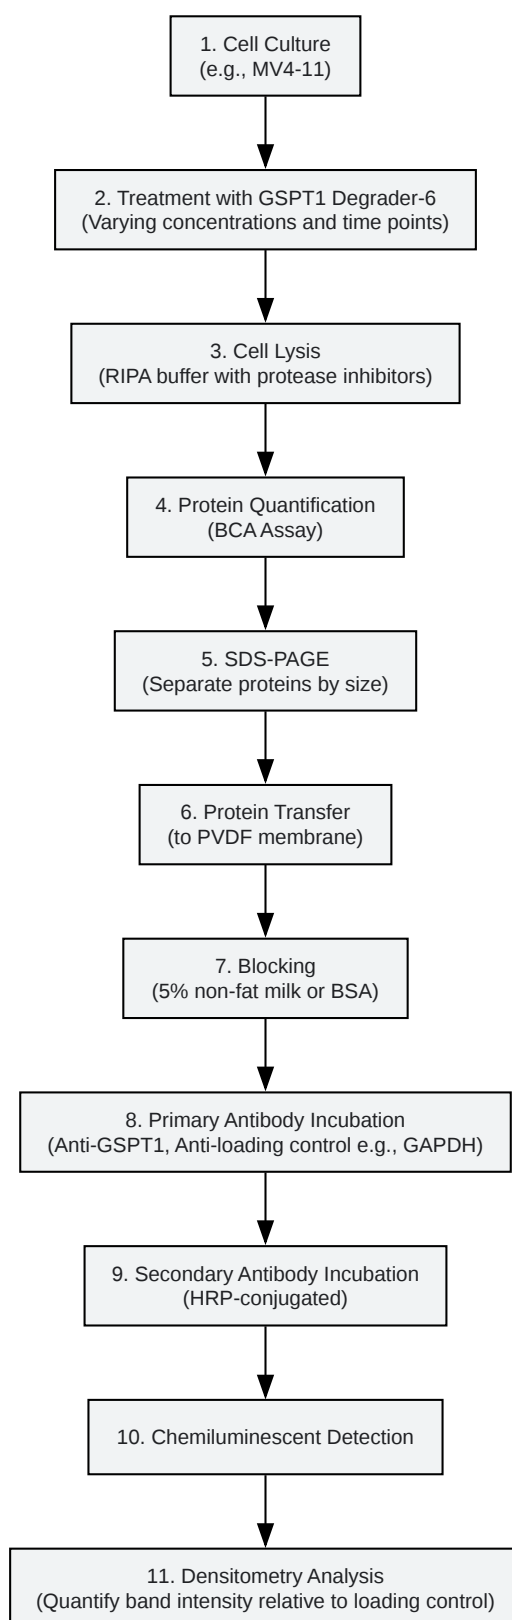 1. Cell Culture
(e.g., MV4-11)
2. Treatment with GSPT1 Degrader-6
(Varying concentrations and time points)
3. Cell Lysis
(RIPA buffer with protease inhibitors)
4. Protein Quantification
(BCA Assay)
5. SDS-PAGE
(Separate proteins by size)
6. Protein Transfer
(to PVDF membrane)
7. Blocking
(5% non-fat milk or BSA)
8. Primary Antibody Incubation
(Anti-GSPT1, Anti-loading control e.g., GAPDH)
9. Secondary Antibody Incubation
(HRP-conjugated)
10. Chemiluminescent Detection
11. Densitometry Analysis
(Quantify band intensity relative to loading control)